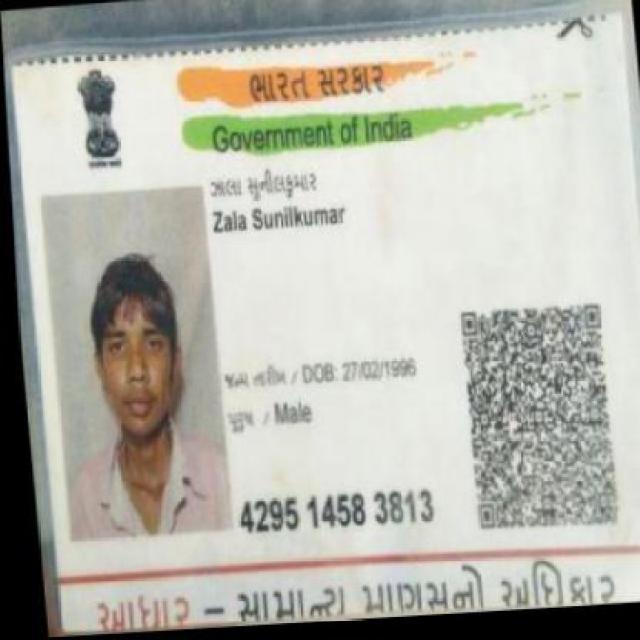 ભારત સરકાર
Government of India
ઝાલા સુનીલકુમાર
Zala Sunilkumar
જન્મ તારીખ / DOB: 27/02/1996
પુરુષ / Male
4295 1458 3813
આધાર – સામાન્ય માણસનો અધિકાર